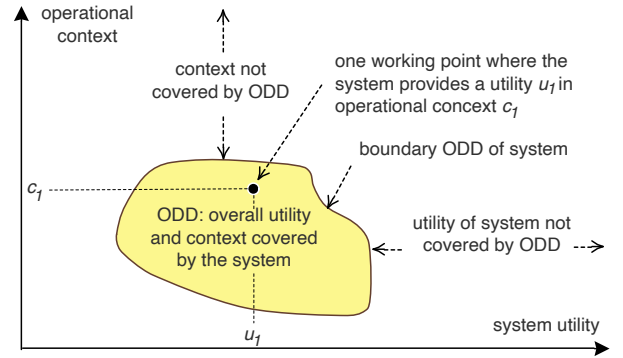 operational
context
context not
covered by ODD
one working point where the
system provides a utility u1 in
operational concext c1
boundary ODD of system
c1
ODD: overall utility
and context covered
by the system
utility of system not
covered by ODD
u1
system utility